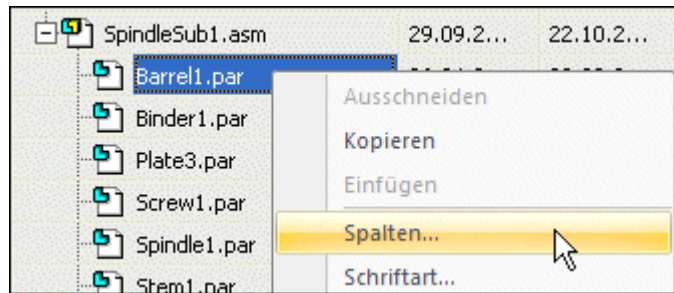 SpindleSub1.asm 29.09.2... 22.10.2...
Barrel1.par
Ausschneiden
Binder1.par
Kopieren
Plate3.par
Einfügen
Screw1.par
Spalten...
Spindle1.par
Schriftart...
Stem1.par